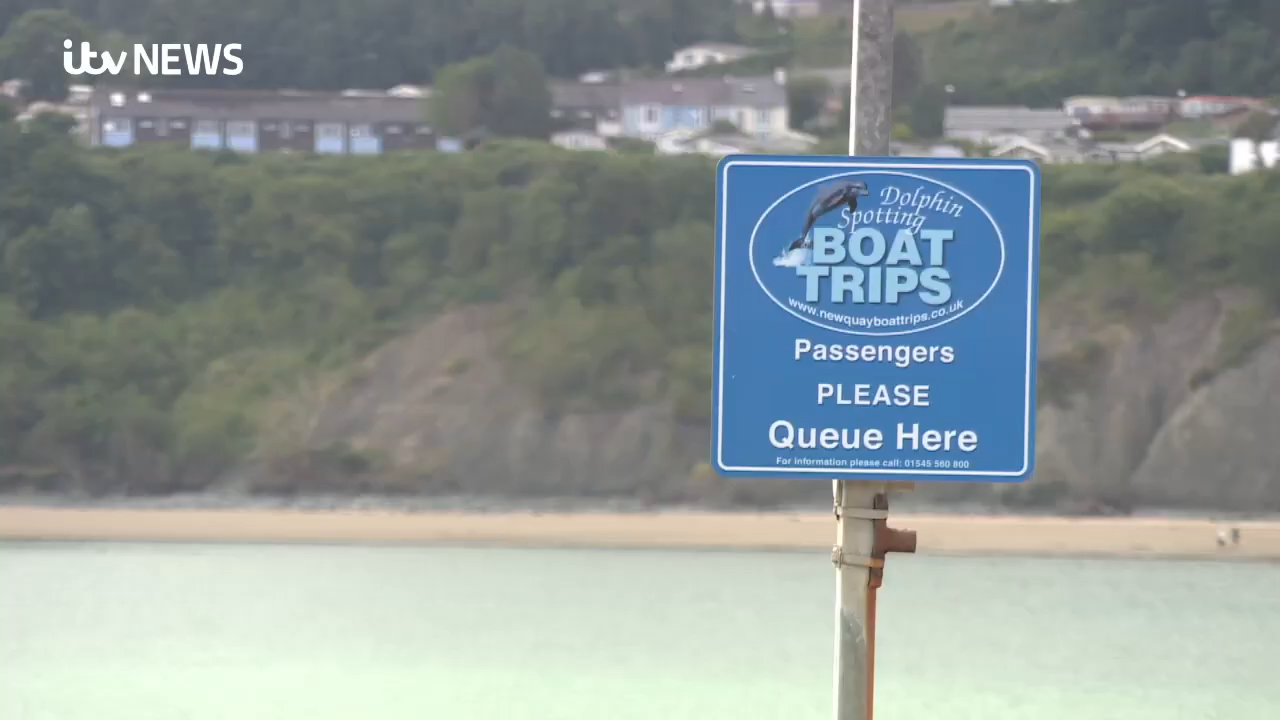 itv NEWS
Dolphin
Spotting
BOAT
TRIPS
www.newquayboattrips.co.uk
Passengers
PLEASE
Queue Here
For information please call: 01545 560 800